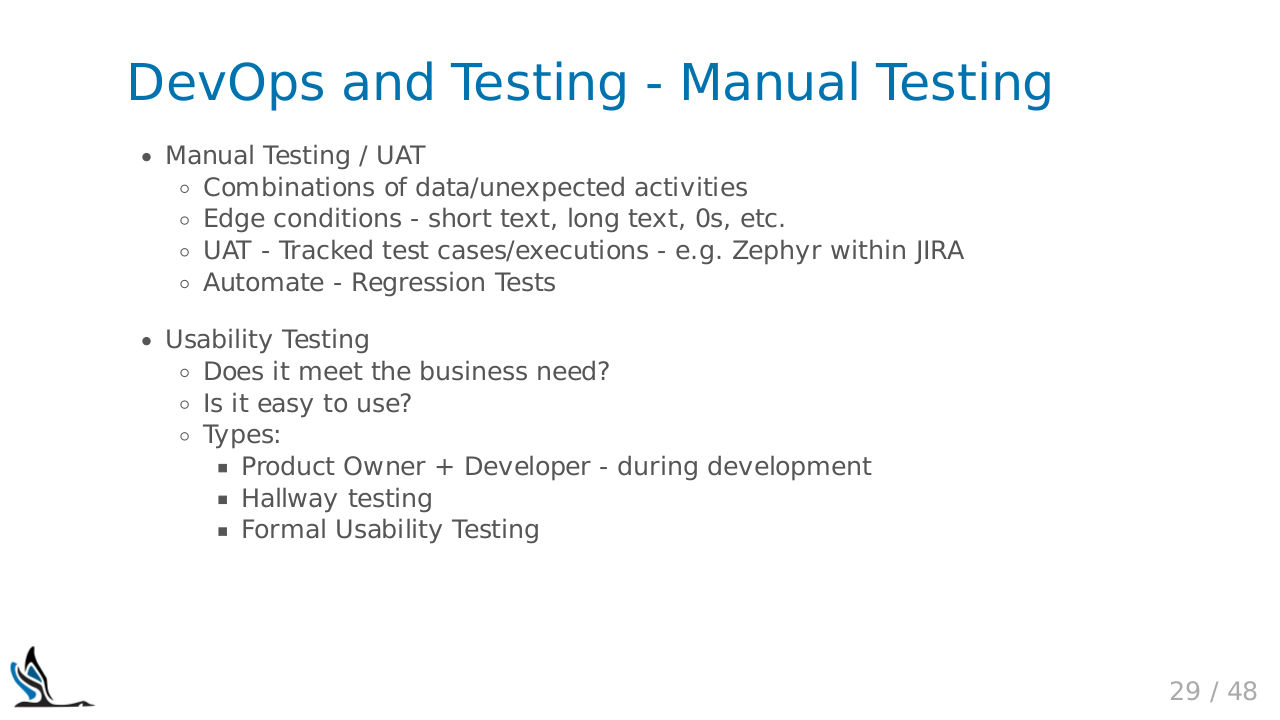 DevOps and Testing - Manual Testing
• Manual Testing / UAT
◦ Combinations of data/unexpected activities
◦ Edge conditions - short text, long text, 0s, etc.
◦ UAT - Tracked test cases/executions - e.g. Zephyr within JIRA
◦ Automate - Regression Tests
• Usability Testing
◦ Does it meet the business need?
◦ Is it easy to use?
◦ Types:
▪ Product Owner + Developer - during development
▪ Hallway testing
▪ Formal Usability Testing
29 / 48